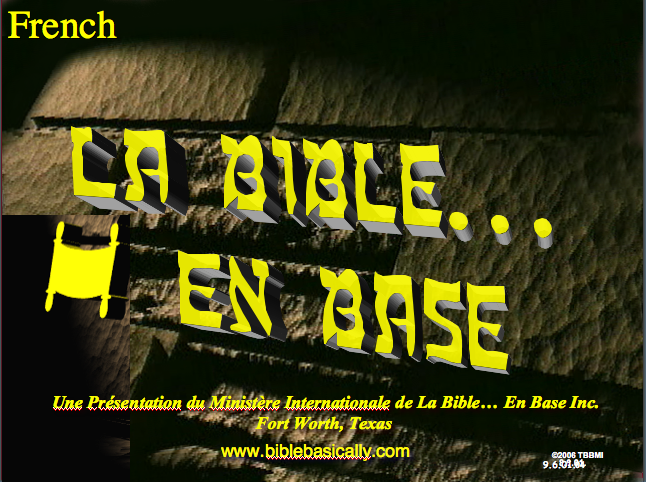 French
LA BIBLE...
EN BASE
Une Présentation du Ministère Internationale de La Bible… En Base Inc.
Fort Worth, Texas
www.biblebasically.com
©2006 TBBMI